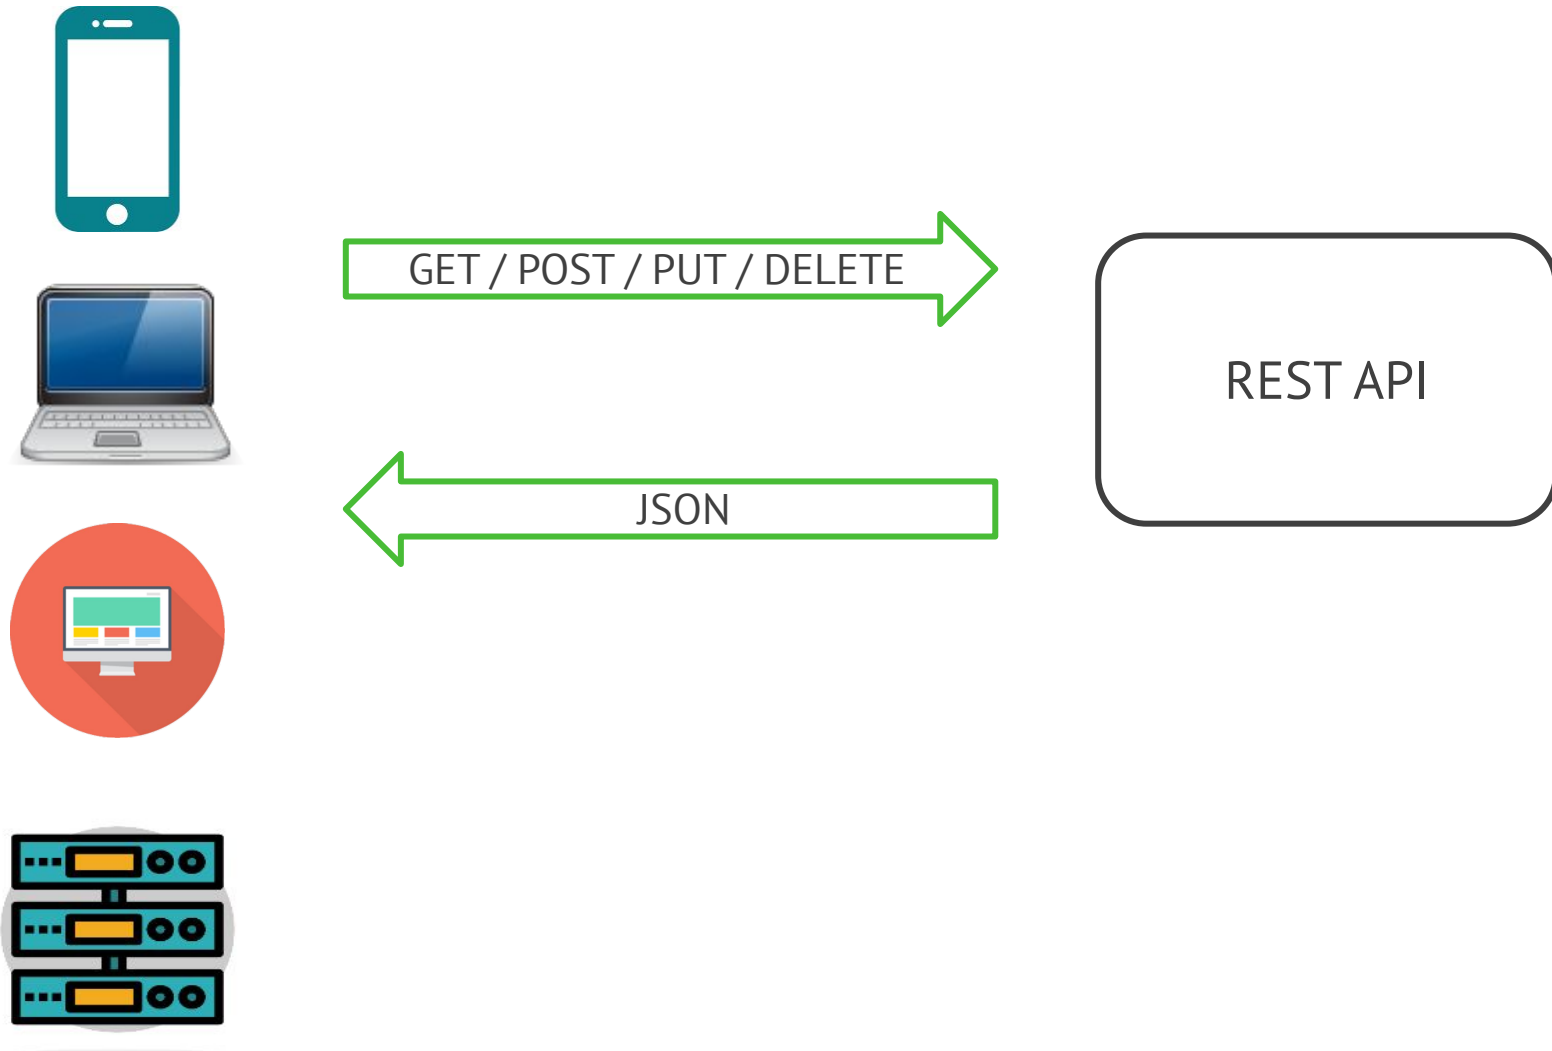 GET / POST / PUT / DELETE
REST API
JSON